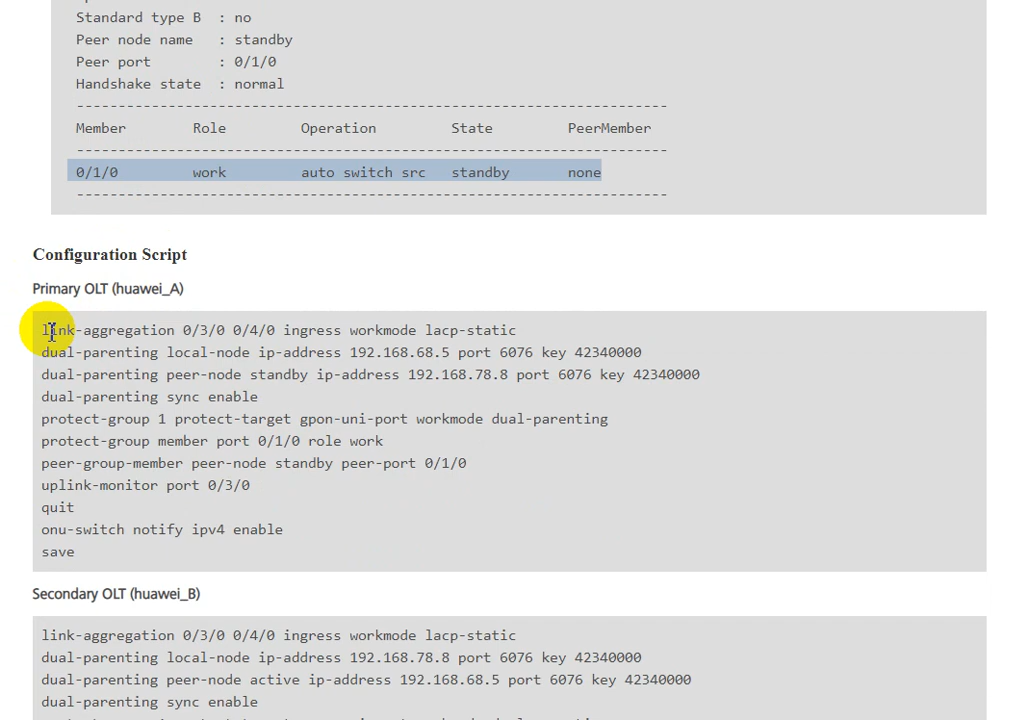 Standard type B : no
Peer node name : standby
Peer port : 0/1/0
Handshake state : normal
-----------------------------------------------------------------------
Member Role Operation State PeerMember
-----------------------------------------------------------------------
0/1/0 work auto switch src standby none
-----------------------------------------------------------------------
Configuration Script
Primary OLT (huawei_A)
link-aggregation 0/3/0 0/4/0 ingress workmode lacp-static
dual-parenting local-node ip-address 192.168.68.5 port 6076 key 42340000
dual-parenting peer-node standby ip-address 192.168.78.8 port 6076 key 42340000
dual-parenting sync enable
protect-group 1 protect-target gpon-uni-port workmode dual-parenting
protect-group member port 0/1/0 role work
peer-group-member peer-node standby peer-port 0/1/0
uplink-monitor port 0/3/0
quit
onu-switch notify ipv4 enable
save
Secondary OLT (huawei_B)
link-aggregation 0/3/0 0/4/0 ingress workmode lacp-static
dual-parenting local-node ip-address 192.168.78.8 port 6076 key 42340000
dual-parenting peer-node active ip-address 192.168.68.5 port 6076 key 42340000
dual-parenting sync enable